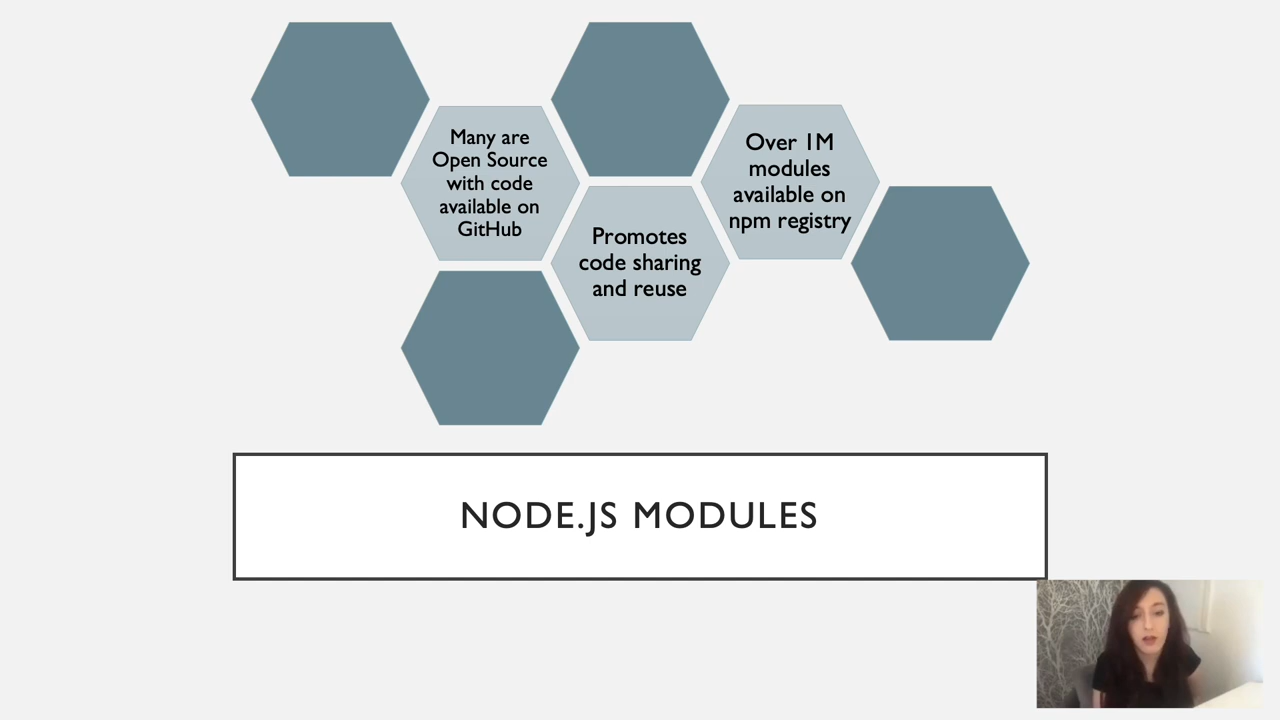 Many are
Open Source
with code
available on
GitHub
Promotes
code sharing
and reuse
Over 1M
modules
available on
npm registry
NODE.JS MODULES